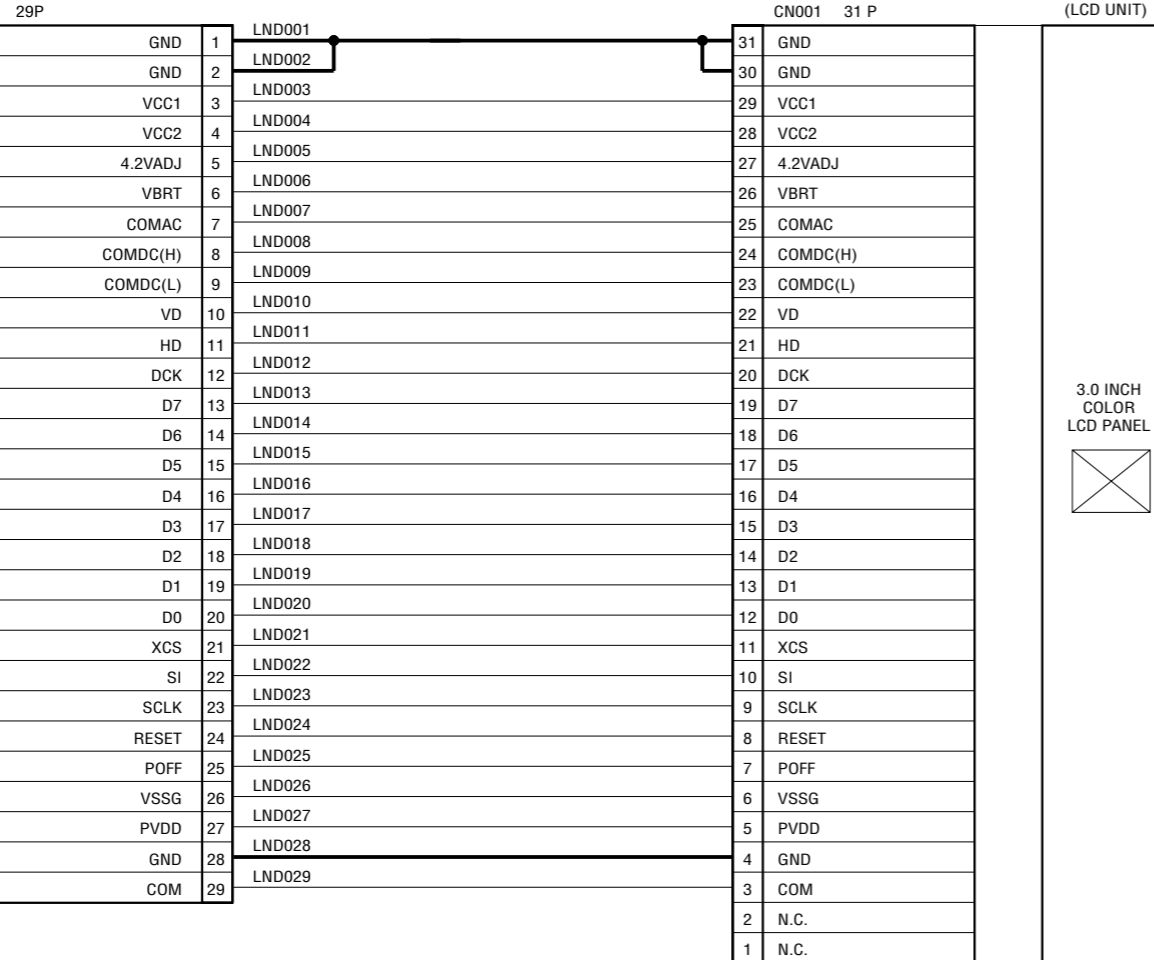 29P CN001 31 P (LCD UNIT)
LND001
GND 1 31 GND
LND002
GND 2 30 GND
LND003
VCC1 3 29 VCC1
LND004
VCC2 4 28 VCC2
LND005
4.2VADJ 5 27 4.2VADJ
LND006
VBRT 6 26 VBRT
LND007
COMAC 7 25 COMAC
LND008
COMDC(H) 8 24 COMDC(H)
LND009
COMDC(L) 9 23 COMDC(L)
LND010
VD 10 22 VD
LND011
HD 11 21 HD
LND012
DCK 12 20 DCK
LND013
D7 13 19 D7
LND014
D6 14 18 D6
LND015
D5 15 17 D5
LND016
D4 16 16 D4
LND017
D3 17 15 D3
LND018
D2 18 14 D2
LND019
D1 19 13 D1
LND020
D0 20 12 D0
LND021
XCS 21 11 XCS
LND022
SI 22 10 SI
LND023
SCLK 23 9 SCLK
LND024
RESET 24 8 RESET
LND025
POFF 25 7 POFF
LND026
VSSG 26 6 VSSG
LND027
PVDD 27 5 PVDD
LND028
GND 28 4 GND
LND029
COM 29 3 COM
2 N.C.
1 N.C.
3.0 INCH
COLOR
LCD PANEL